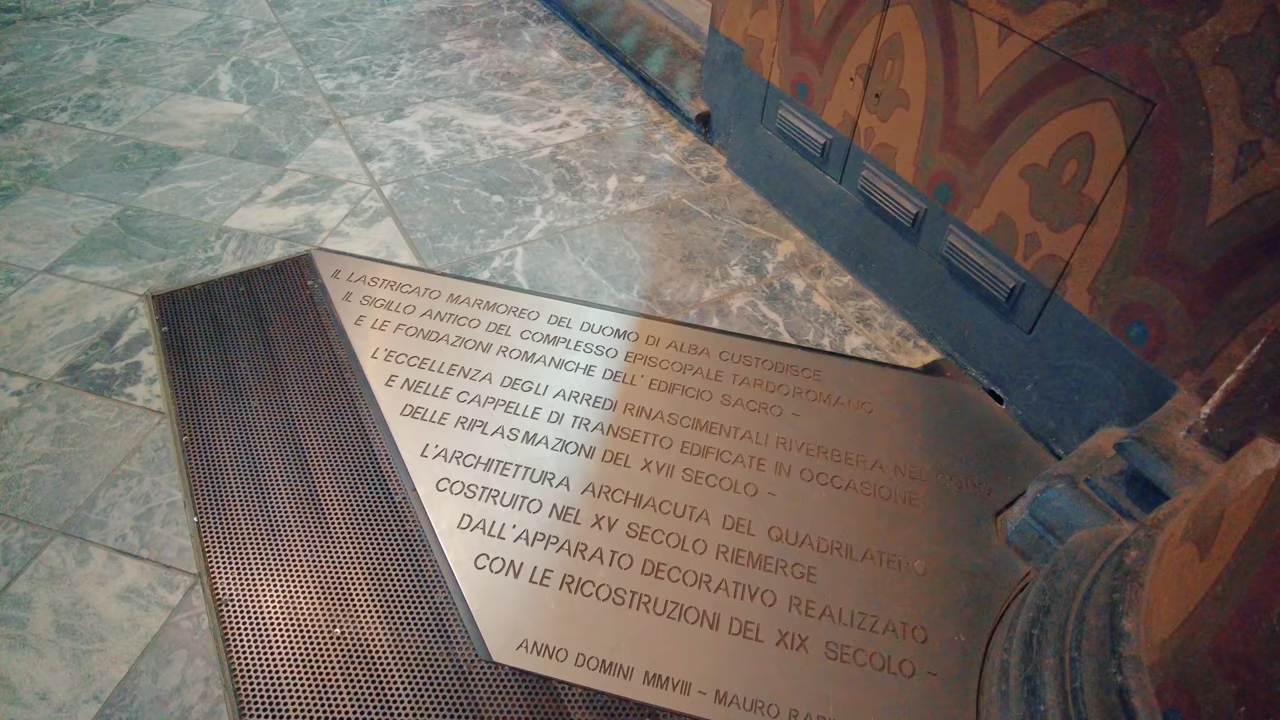 IL LASTRICATO MARMOREO DEL DUOMO DI ALBA CUSTODISCE
IL SIGILLO ANTICO DEL COMPLESSO EPISCOPALE TARDOROMANO
E LE FONDAZIONI ROMANICHE DELL'EDIFICIO SACRO -
L'ECCELLENZA DEGLI ARREDI RINASCIMENTALI RIVERBERA NEL CORO
E NELLE CAPPELLE DI TRANSETTO EDIFICATE IN OCCASIONE
DELLE RIPLASMAZIONI DEL XVII SECOLO -
L'ARCHITETTURA ARCHIACUTA DEL QUADRILATERO
COSTRUITO NEL XV SECOLO RIEMERGE
DALL'APPARATO DECORATIVO REALIZZATO
CON LE RICOSTRUZIONI DEL XIX SECOLO -
ANNO DOMINI MMVIII - MAURO